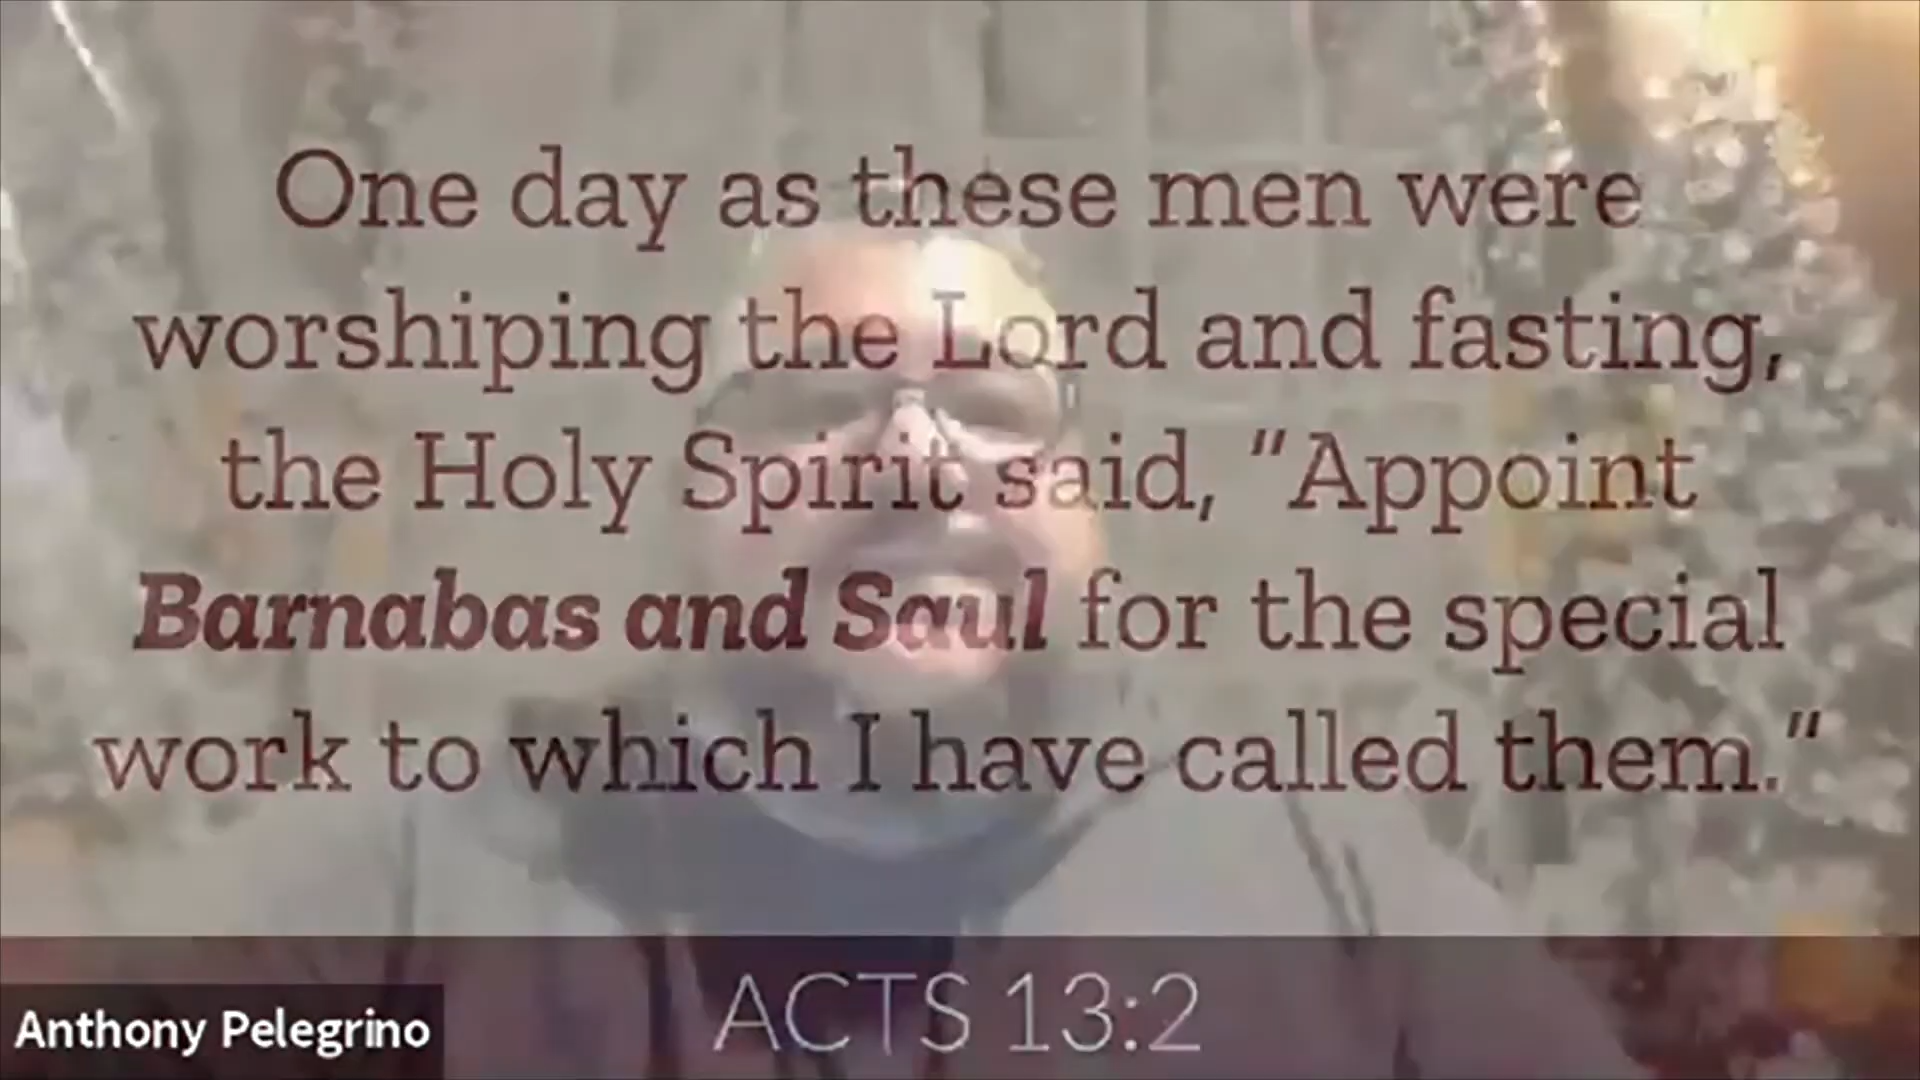 One day as these men were
worshiping the Lord and fasting,
the Holy Spirit said, "Appoint
Barnabas and Saul for the special
work to which I have called them."
ACTS 13:2
Anthony Pelegrino